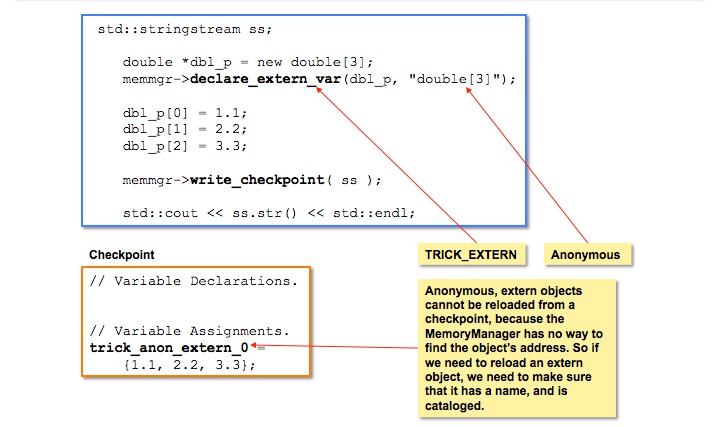 std::stringstream ss;
double *dbl_p = new double[3];
memmgr->declare_extern_var(dbl_p, "double[3]");
dbl_p[0] = 1.1;
dbl_p[1] = 2.2;
dbl_p[2] = 3.3;
memmgr->write_checkpoint( ss );
std::cout << ss.str() << std::endl;
Checkpoint
// Variable Declarations.
// Variable Assignments.
trick_anon_extern_0 =
{1.1, 2.2, 3.3};
TRICK_EXTERN
Anonymous
Anonymous, extern objects
cannot be reloaded from a
checkpoint, because the
MemoryManager has no way to
find the object's address. So if
we need to reload an extern
object, we need to make sure
that it has a name, and is
cataloged.